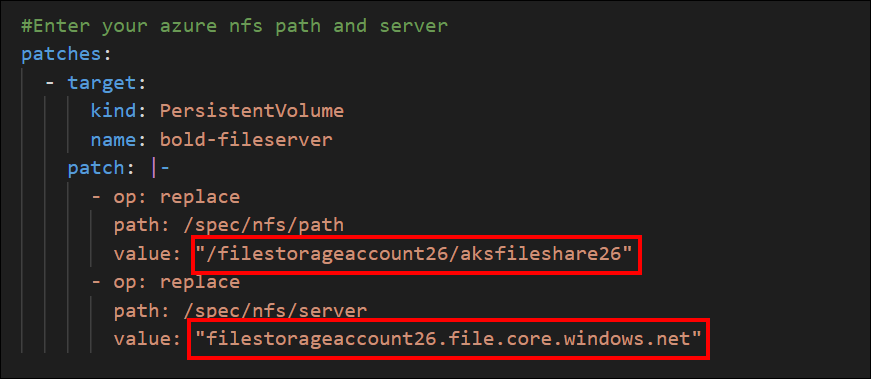 #Enter your azure nfs path and server
patches:
- target:
kind: PersistentVolume
name: bold-fileserver
patch: |-
- op: replace
path: /spec/nfs/path
value: "/filestorageaccount26/aksfileshare26"
- op: replace
path: /spec/nfs/server
value: "filestorageaccount26.file.core.windows.net"